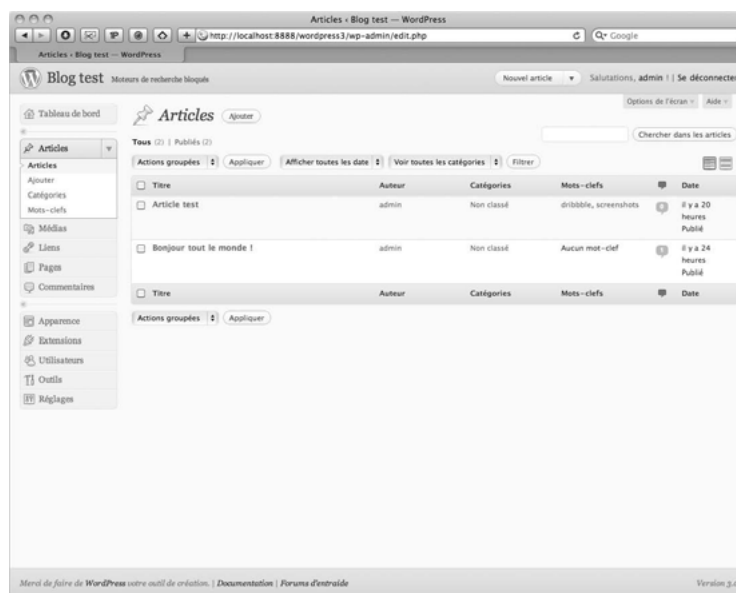 Articles ‹ Blog test — WordPress
http://localhost:8888/wordpress3/wp-admin/edit.php
Google
Articles ‹ Blog test — WordPress
Blog test Moteurs de recherche bloqués
Nouvel article
Salutations, admin ! | Se déconnecter
Options de l'écran
Aide
Tableau de bord
Articles
Ajouter
Tous (2) | Publiés (2)
Chercher dans les articles
Actions groupées
Appliquer
Afficher toutes les date
Voir toutes les catégories
Filtrer
Articles
Articles
Ajouter
Catégories
Mots-clefs
Médias
Liens
Pages
Commentaires
Apparence
Extensions
Utilisateurs
Outils
Réglages
Titre Auteur Catégories Mots-clefs Date
Article test admin Non classé dribbble, screenshots 0 il y a 20
heures
Publié
Bonjour tout le monde ! admin Non classé Aucun mot-clef il y a 24
heures
Publié
Titre Auteur Catégories Mots-clefs Date
Actions groupées
Appliquer
Merci de faire de WordPress votre outil de création. | Documentation | Forums d'entraide
Version 3.